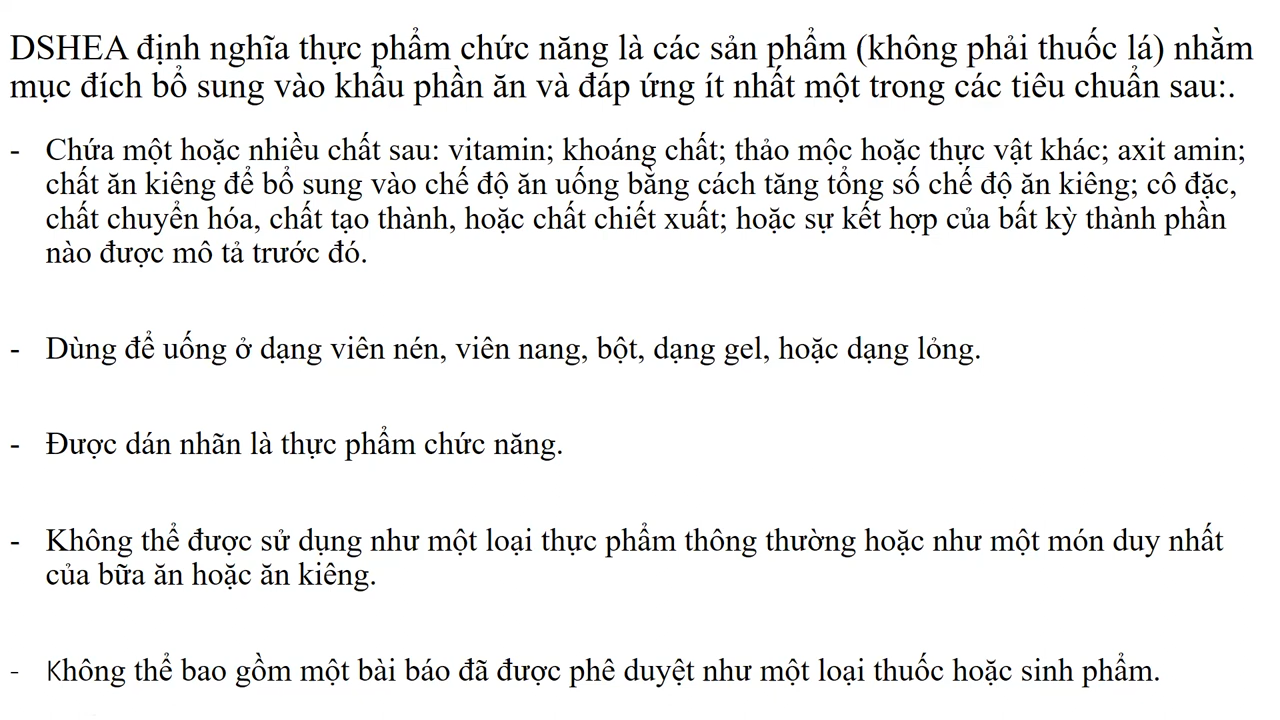 DSHEA định nghĩa thực phẩm chức năng là các sản phẩm (không phải thuốc lá) nhằm
mục đích bổ sung vào khẩu phần ăn và đáp ứng ít nhất một trong các tiêu chuẩn sau:.
- Chứa một hoặc nhiều chất sau: vitamin; khoáng chất; thảo mộc hoặc thực vật khác; axit amin;
chất ăn kiêng để bổ sung vào chế độ ăn uống bằng cách tăng tổng số chế độ ăn kiêng; cô đặc,
chất chuyển hóa, chất tạo thành, hoặc chất chiết xuất; hoặc sự kết hợp của bất kỳ thành phần
nào được mô tả trước đó.
- Dùng để uống ở dạng viên nén, viên nang, bột, dạng gel, hoặc dạng lỏng.
- Được dán nhãn là thực phẩm chức năng.
- Không thể được sử dụng như một loại thực phẩm thông thường hoặc như một món duy nhất
của bữa ăn hoặc ăn kiêng.
- Không thể bao gồm một bài báo đã được phê duyệt như một loại thuốc hoặc sinh phẩm.